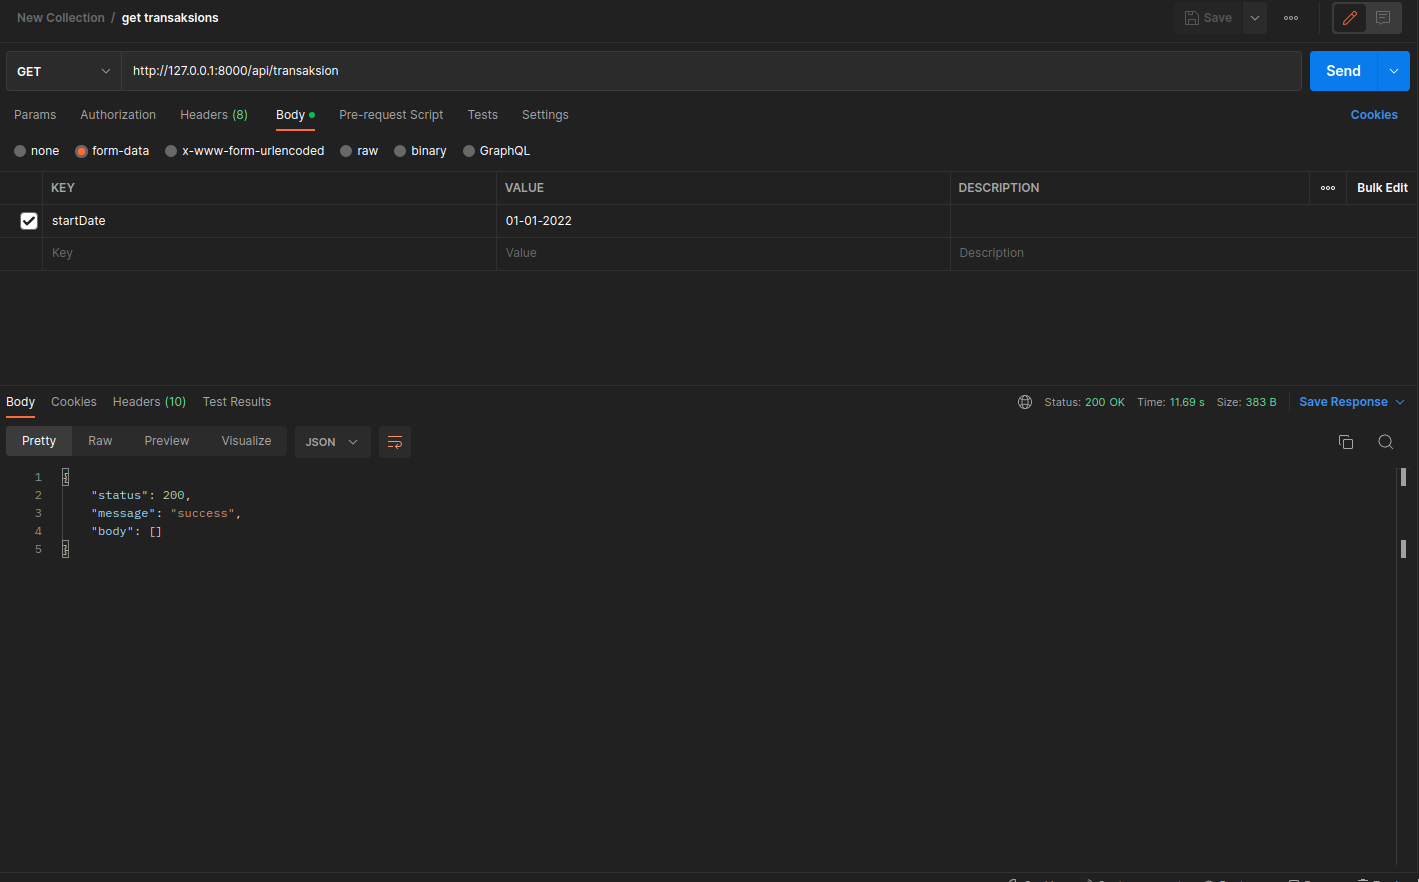 New Collection / get transaksions
Save
GET http://127.0.0.1:8000/api/transaksion Send
Params Authorization Headers (8) Body Pre-request Script Tests Settings Cookies
none form-data x-www-form-urlencoded raw binary GraphQL
KEY VALUE DESCRIPTION Bulk Edit
startDate 01-01-2022
Key Value Description
Body Cookies Headers (10) Test Results Status: 200 OK Time: 11.69 s Size: 383 B Save Response
Pretty Raw Preview Visualize JSON
1 {
2 "status": 200,
3 "message": "success",
4 "body": []
5 }